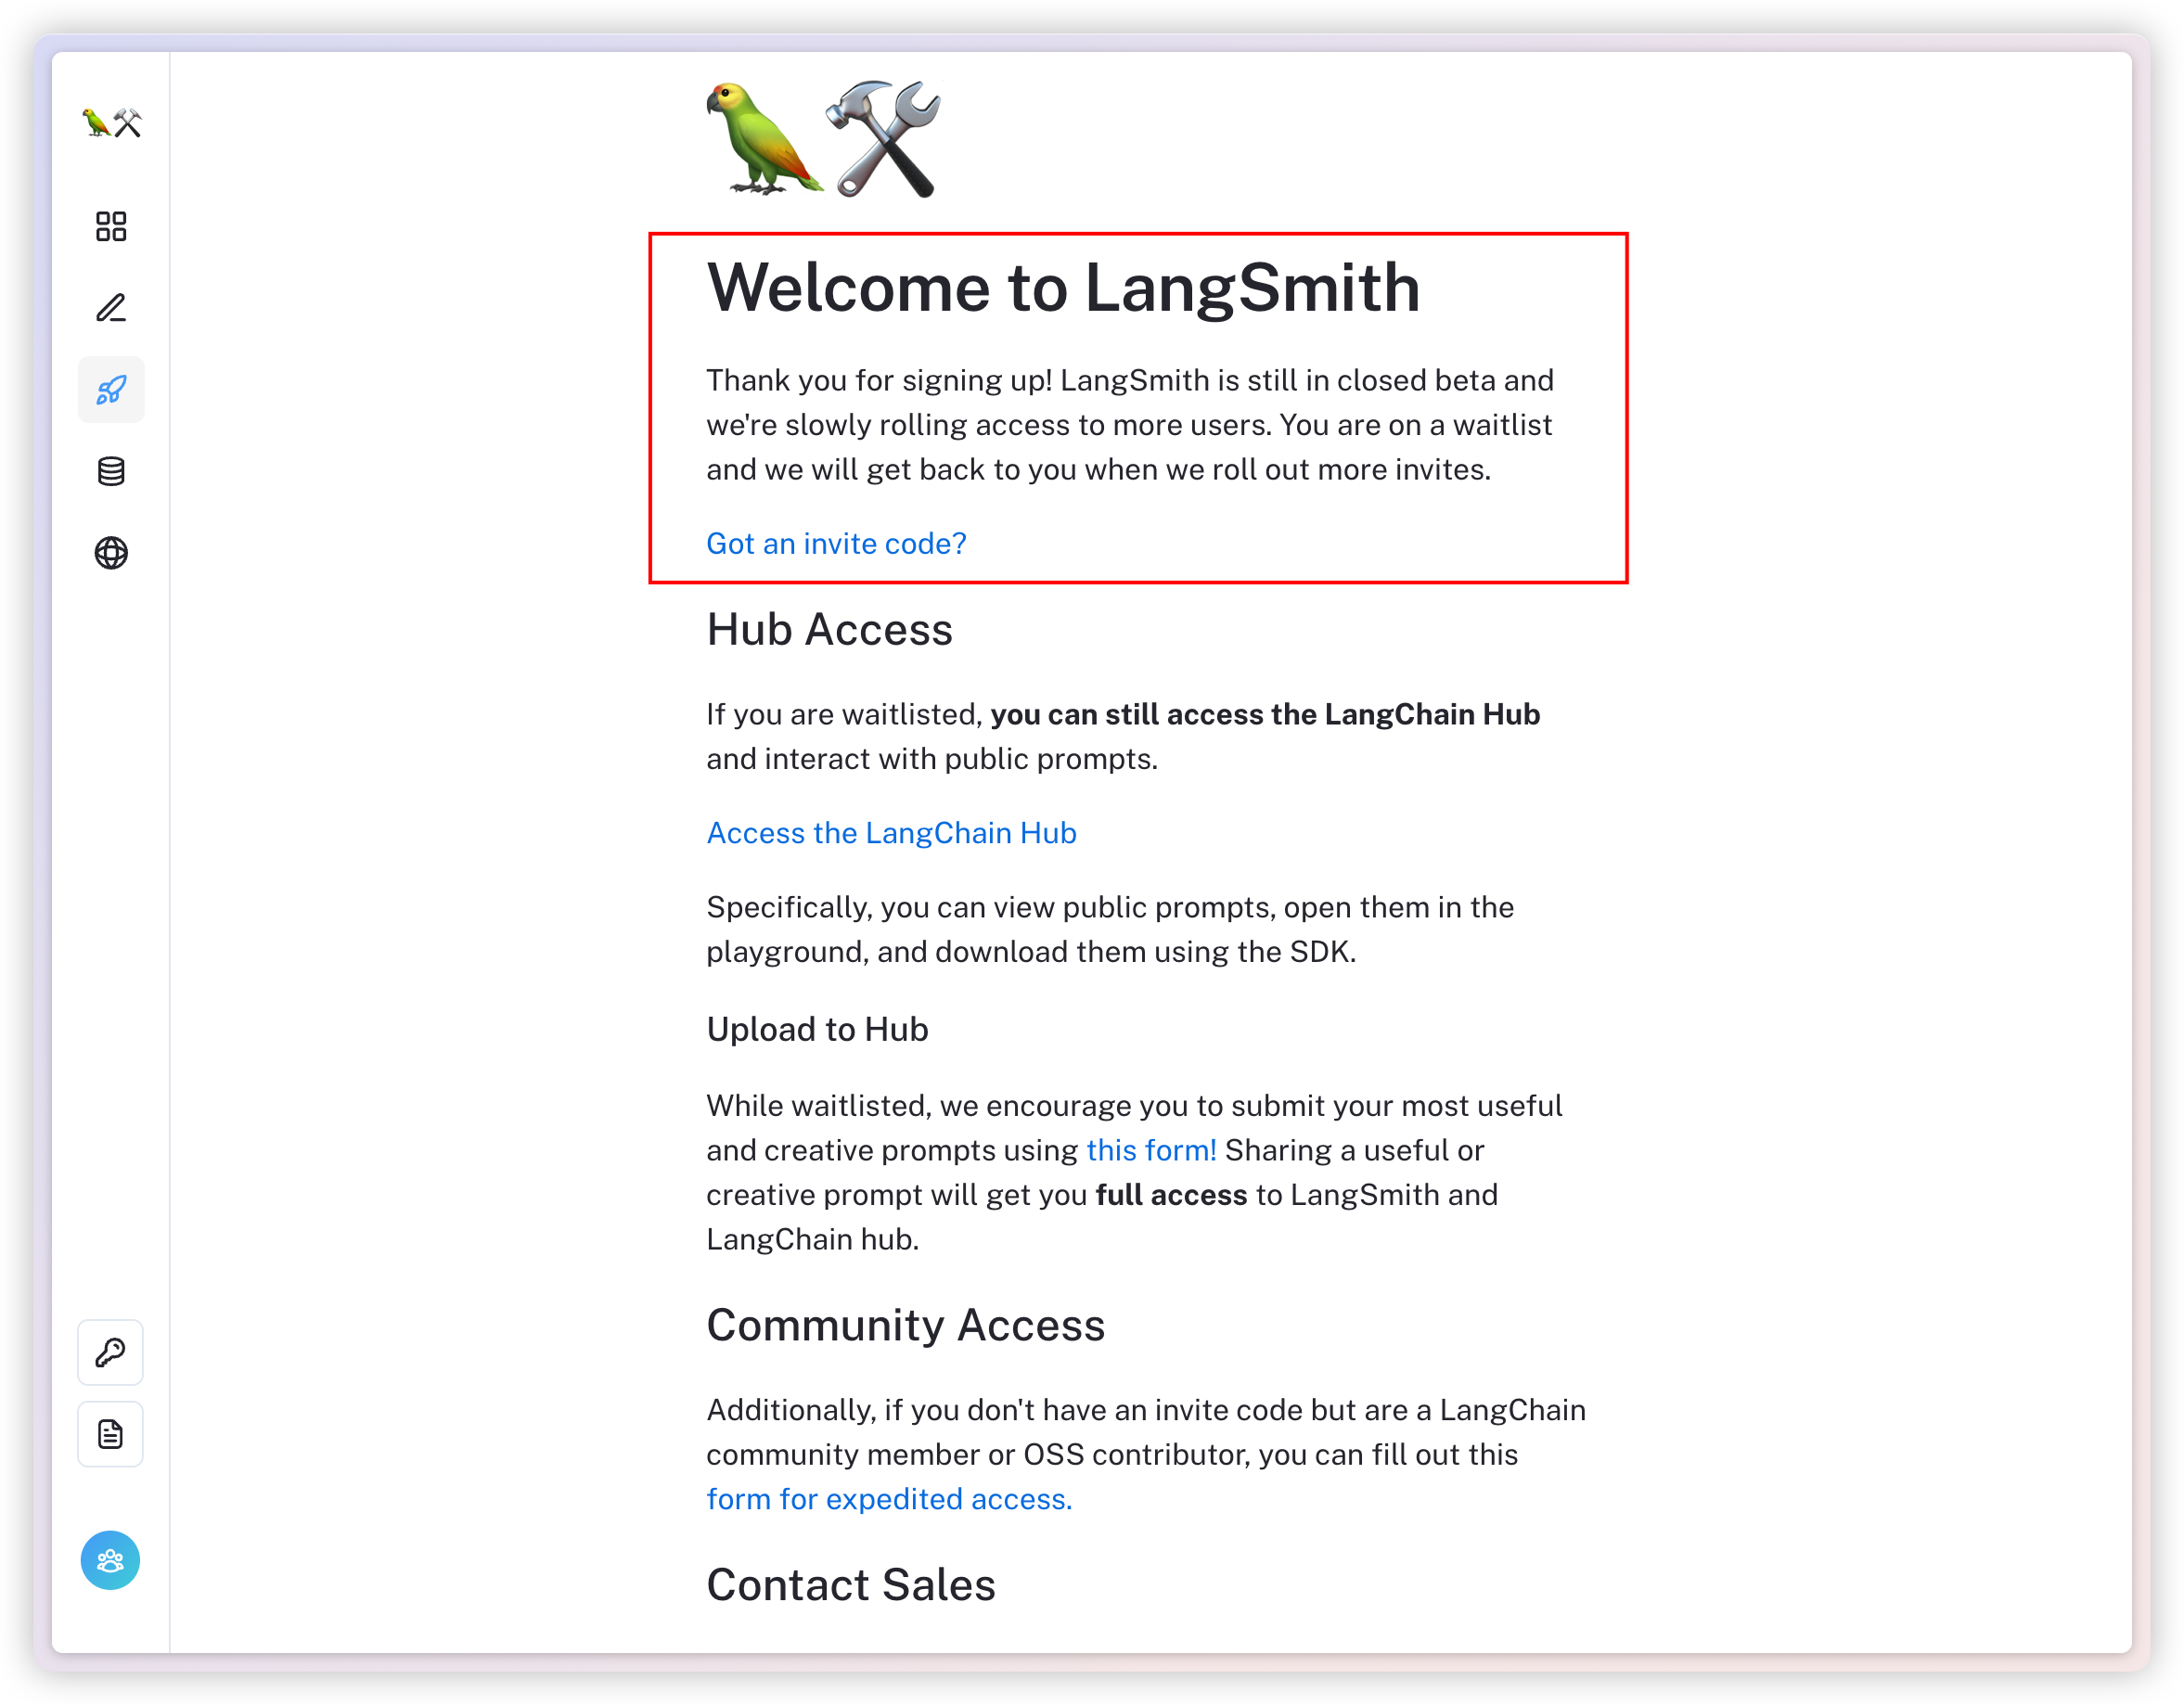 Welcome to LangSmith
Thank you for signing up! LangSmith is still in closed beta and
we're slowly rolling access to more users. You are on a waitlist
and we will get back to you when we roll out more invites.
Got an invite code?
Hub Access
If you are waitlisted, you can still access the LangChain Hub
and interact with public prompts.
Access the LangChain Hub
Specifically, you can view public prompts, open them in the
playground, and download them using the SDK.
Upload to Hub
While waitlisted, we encourage you to submit your most useful
and creative prompts using this form! Sharing a useful or
creative prompt will get you full access to LangSmith and
LangChain hub.
Community Access
Additionally, if you don't have an invite code but are a LangChain
community member or OSS contributor, you can fill out this
form for expedited access.
Contact Sales